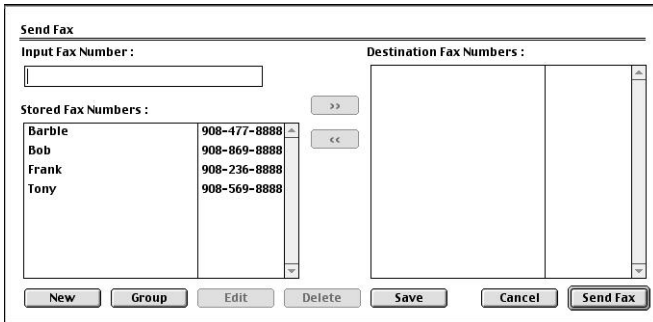 Send Fax
Input Fax Number :
Destination Fax Numbers :
>>
Stored Fax Numbers :
<<
Barbie 908-477-8888
Bob 908-869-8888
Frank 908-236-8888
Tony 908-569-8888
New Group Edit Delete Save Cancel Send Fax